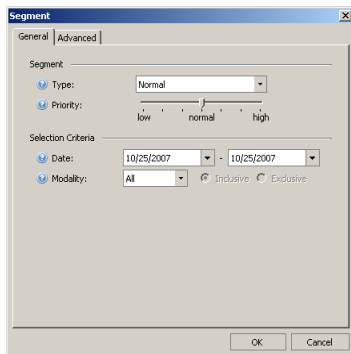 Segment
General Advanced
Segment
Type: Normal
Priority:
low normal high
Selection Criteria
Date: 10/25/2007 - 10/25/2007
Modality: All Inclusive Exclusive
OK Cancel